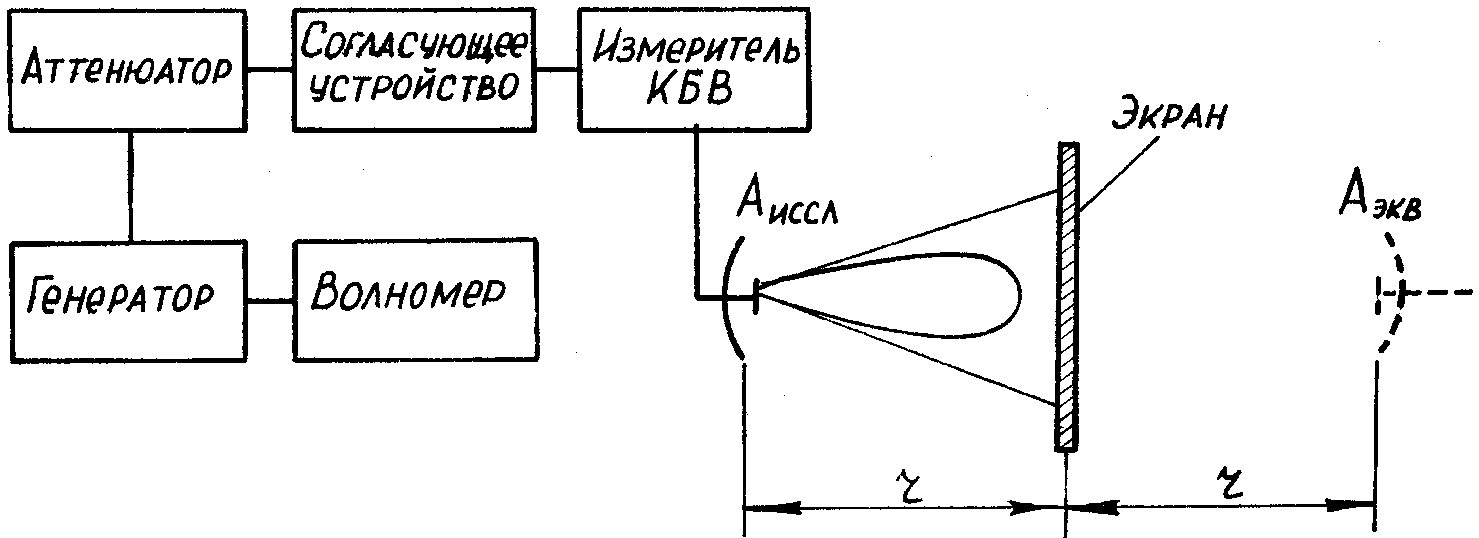 Аттенюатор
Согласующее
устройство
Измеритель
КБВ
Экран
Аиссл
Аэкв
Генератор
Волномер
r
r